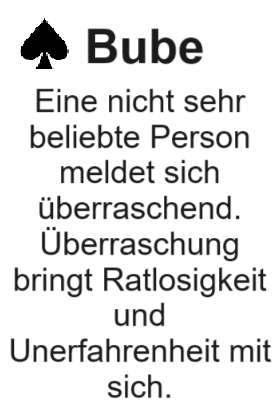 ♠ Bube
Eine nicht sehr
beliebte Person
meldet sich
überraschend.
Überraschung
bringt Ratlosigkeit
und
Unerfahrenheit mit
sich.